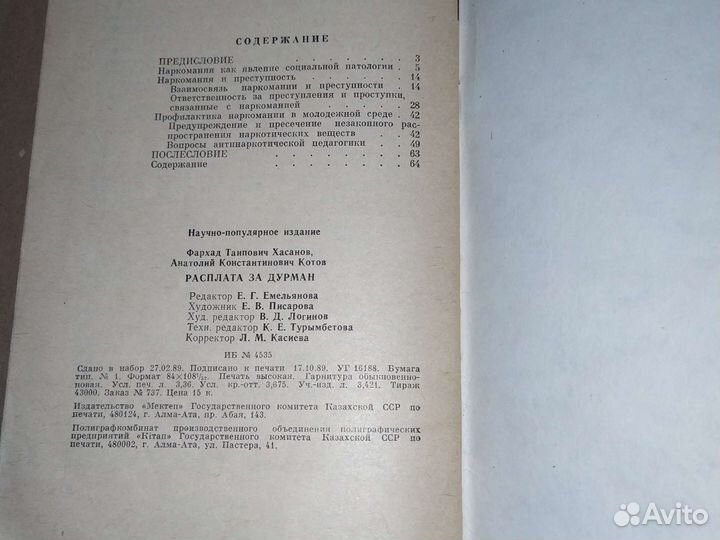 СОДЕРЖАНИЕ
ПРЕДИСЛОВИЕ . . . . . . . 3
Наркомания как явление социальной патологии . 5
Наркомания и преступность . . . . . . 14
Взаимосвязь наркомании и преступности . . 14
Ответственность за преступления и проступки,
связанные с наркоманией . . . . 28
Профилактика наркомании в молодежной среде . 42
Предупреждение и пресечение незаконного рас-
пространения наркотических веществ . . . 42
Вопросы антинаркотической педагогики . . 49
ПОСЛЕСЛОВИЕ . . . . . . . 63
Содержание . . . . . . . . 64
Научно-популярное издание
Фархад Таипович Хасанов,
Анатолий Константинович Котов
РАСПЛАТА ЗА ДУРМАН
Редактор Е. Г. Емельянова
Художник Е. В. Писарова
Худ. редактор В. Д. Логинов
Техн. редактор К. Е. Турымбетова
Корректор Л. М. Касиева
ИБ № 4535
Сдано в набор 27.02.89. Подписано к печати 17.10.89. УГ 16188. Бумага
тип. № 1. Формат 84×108¹/₃₂. Печать высокая. Гарнитура обыкновенно-
новая. Усл. печ. л. 3,36. Усл. кр.-отт. 3,675. Уч.-изд. л. 3,421. Тираж
43000. Заказ № 737. Цена 15 к.
Издательство «Мектеп» Государственного комитета Казахской ССР по
печати, 480124, г. Алма-Ата, пр. Абая, 143.
Полиграфкомбинат производственного объединения полиграфических
предприятий «Кiтап» Государственного комитета Казахской ССР по
печати, 480002, г. Алма-Ата, ул. Пастера, 41.
Avito